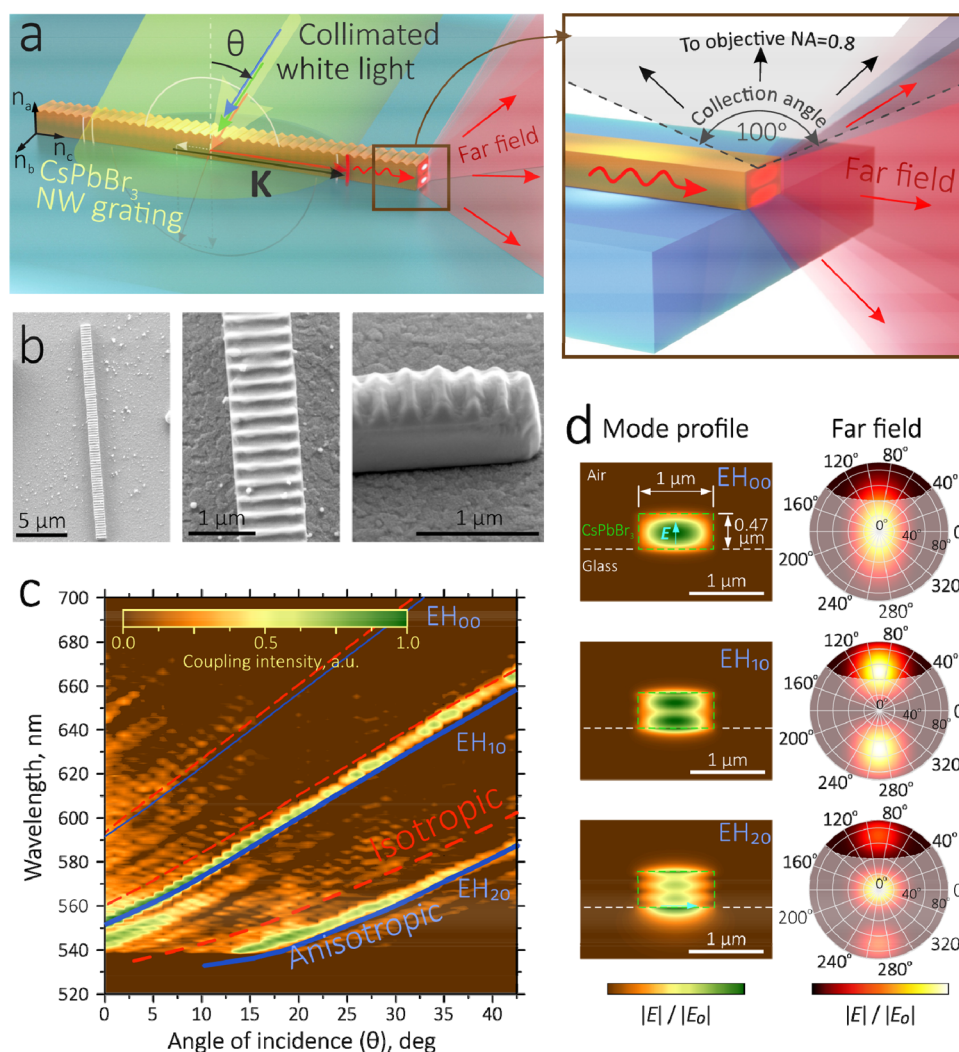 a
θ
Collimated
white light
n_a
n_b
n_c
CsPbBr₃
NW grating
K
Far field
To objective NA=0.8
Collection angle
100°
Far field
b
5 μm
1 μm
1 μm
c
Wavelength, nm
700
680
660
640
620
600
580
560
540
520
0.0
0.5
1.0
Coupling intensity, a.u.
EH₀₀
EH₁₀
Isotropic
EH₂₀
Anisotropic
0
5
10
15
20
25
30
35
40
Angle of incidence (θ), deg
d
Mode profile
Far field
Air
EH₀₀
1 μm
CsPbBr₃
E
0.47
μm
Glass
1 μm
120°
80°
40°
160°
0°
40°
80°
0
200°
320°
240°
280°
EH₁₀
1 μm
120°
80°
40°
160°
0°
40°
80°
0
200°
320°
240°
280°
EH₂₀
1 μm
120°
80°
40°
160°
0°
40°
80°
0
200°
320°
240°
280°
|E| / |Eₒ|
|E| / |Eₒ|